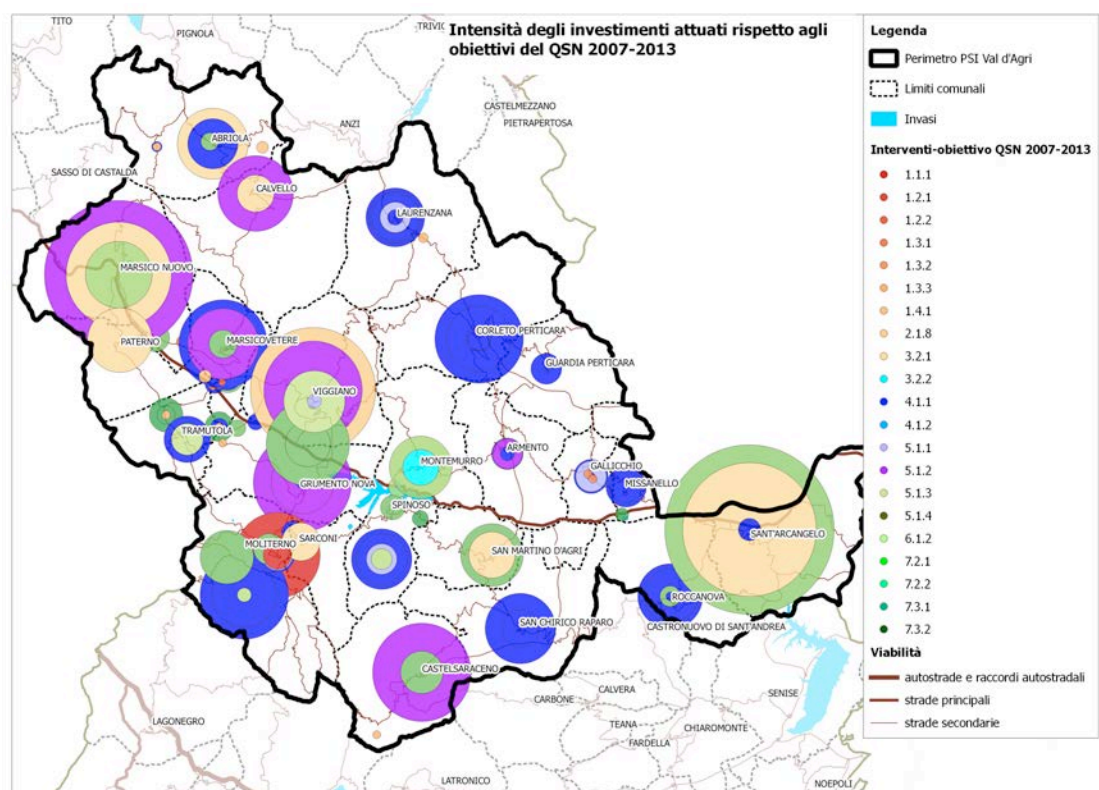 Intensità degli investimenti attuati rispetto agli
obiettivi del QSN 2007-2013
TITO
PIGNOLA
TRIVIG
CASTELMEZZANO
PIETRAPERTOSA
ANZI
ABRIOLA
SASSO DI CASTALDA
CALVELLO
LAURENZANA
MARSICO NUOVO
PATERNO
MARSICOVETERE
CORLETO PERTICARA
GUARDIA PERTICARA
VIGGIANO
TRAMUTOLA
ARMENTO
MONTEMURRO
GALLICCHIO
GRUMENTO NOVA
MISSANELLO
SPINOSO
SANT'ARCANGELO
MOLITERNO
SARCONI
SAN MARTINO D'AGRI
ROCCANOVA
SAN CHIRICO RAPARO
CASTRONUOVO DI SANT'ANDREA
CASTELSARACENO
CALVERA
CARBONE
SENISE
LAGONEGRO
TEANA
CHIAROMONTE
FARDELLA
LATRONICO
NOEPOLI
Legenda
Perimetro PSI Val d'Agri
Limiti comunali
Invasi
Interventi-obiettivo QSN 2007-2013
1.1.1
1.2.1
1.2.2
1.3.1
1.3.2
1.3.3
1.4.1
2.1.8
3.2.1
3.2.2
4.1.1
4.1.2
5.1.1
5.1.2
5.1.3
5.1.4
6.1.2
7.2.1
7.2.2
7.3.1
7.3.2
Viabilità
autostrade e raccordi autostradali
strade principali
strade secondarie